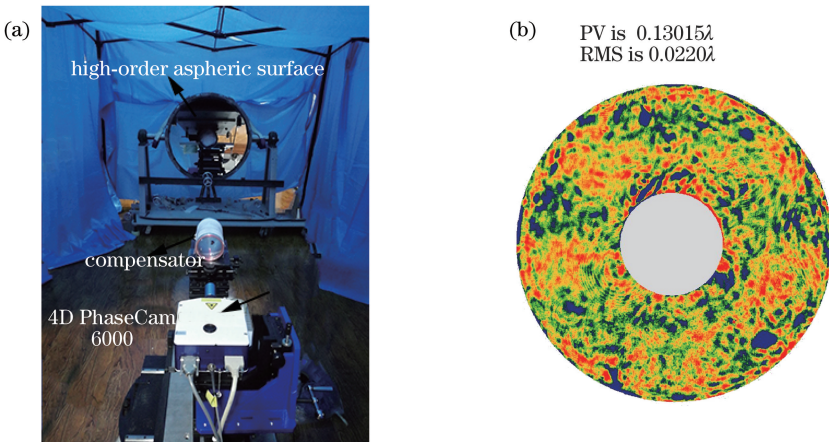 (a)
high-order aspheric surface
compensator
4D PhaseCam
6000
(b)
PV is 0.13015λ
RMS is 0.0220λ